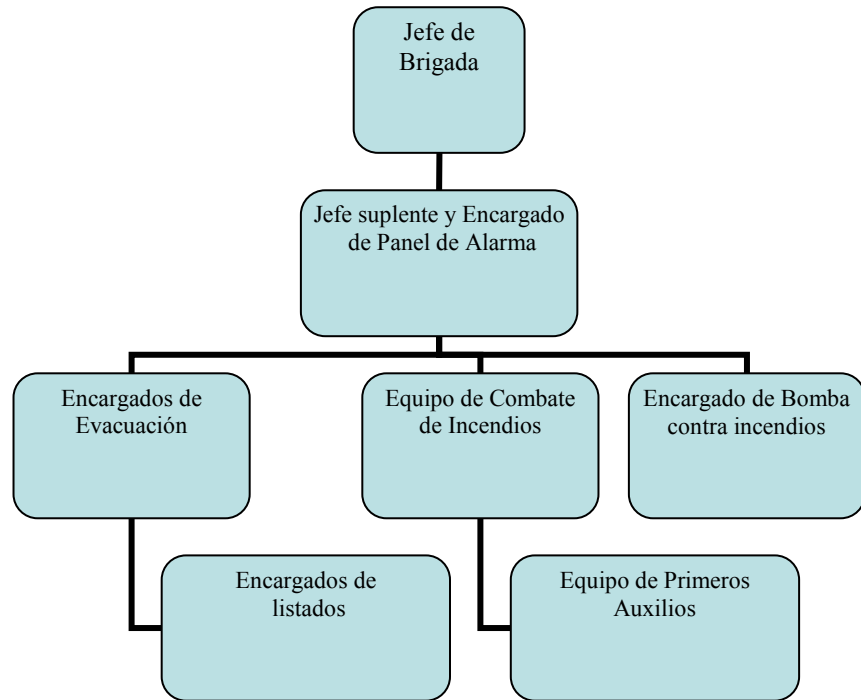 Jefe de
Brigada
Jefe suplente y Encargado
de Panel de Alarma
Encargados de
Evacuación
Equipo de Combate
de Incendios
Encargado de Bomba
contra incendios
Encargados de
listados
Equipo de Primeros
Auxilios